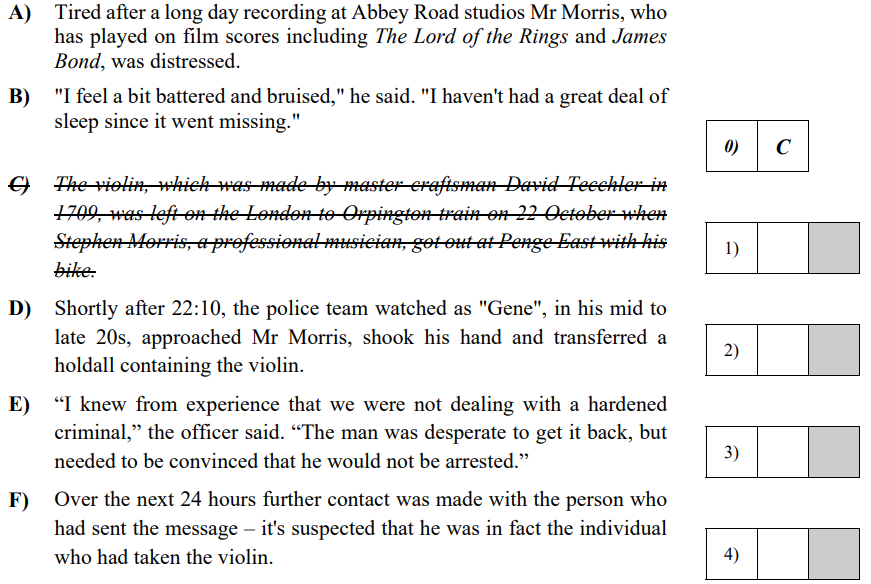 A) Tired after a long day recording at Abbey Road studios Mr Morris, who
has played on film scores including The Lord of the Rings and James
Bond, was distressed.
B) "I feel a bit battered and bruised," he said. "I haven't had a great deal of
sleep since it went missing."
0) C
C) The violin, which was made by master craftsman David Tecchler in
1709, was left on the London to Orpington train on 22 October when
Stephen Morris, a professional musician, got out at Penge East with his
bike.
1)
D) Shortly after 22:10, the police team watched as "Gene", in his mid to
late 20s, approached Mr Morris, shook his hand and transferred a
holdall containing the violin.
2)
E) “I knew from experience that we were not dealing with a hardened
criminal,” the officer said. “The man was desperate to get it back, but
needed to be convinced that he would not be arrested.”
3)
F) Over the next 24 hours further contact was made with the person who
had sent the message – it's suspected that he was in fact the individual
who had taken the violin.
4)